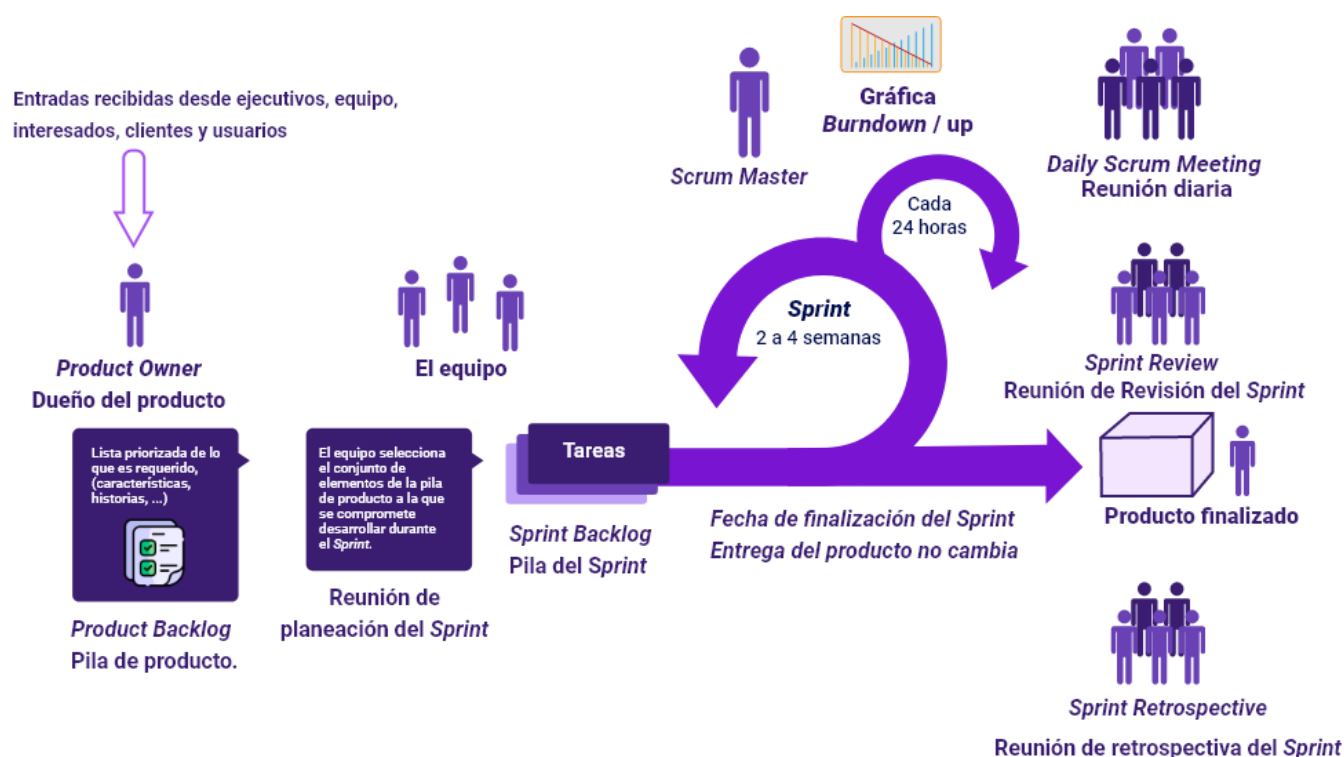 Entradas recibidas desde ejecutivos, equipo,
interesados, clientes y usuarios
Product Owner
Dueño del producto
Lista priorizada de lo
que es requerido,
(características,
historias, ...)
Product Backlog
Pila de producto.
El equipo
El equipo selecciona
el conjunto de
elementos de la pila
de producto a la que
se compromete
desarrollar durante
el Sprint.
Reunión de
planeación del Sprint
Tareas
Sprint Backlog
Pila del Sprint
Scrum Master
Gráfica
Burndown / up
Cada
24 horas
Sprint
2 a 4 semanas
Fecha de finalización del Sprint
Entrega del producto no cambia
Daily Scrum Meeting
Reunión diaria
Sprint Review
Reunión de Revisión del Sprint
Producto finalizado
Sprint Retrospective
Reunión de retrospectiva del Sprint